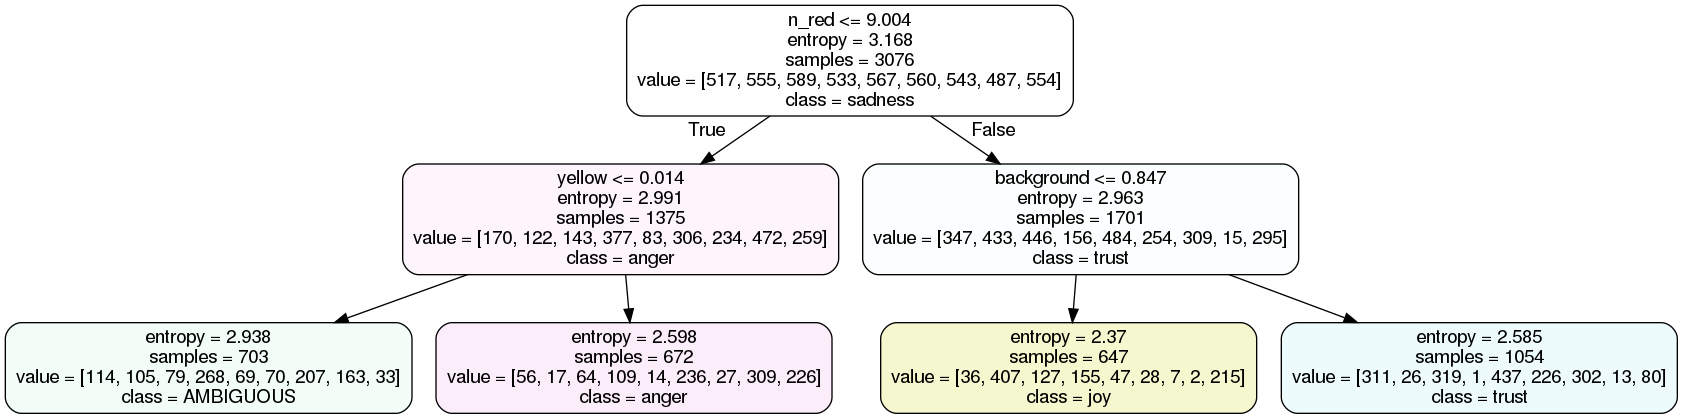 n_red <= 9.004
entropy = 3.168
samples = 3076
value = [517, 555, 589, 533, 567, 560, 543, 487, 554]
class = sadness
True
False
yellow <= 0.014
entropy = 2.991
samples = 1375
value = [170, 122, 143, 377, 83, 306, 234, 472, 259]
class = anger
background <= 0.847
entropy = 2.963
samples = 1701
value = [347, 433, 446, 156, 484, 254, 309, 15, 295]
class = trust
entropy = 2.938
samples = 703
value = [114, 105, 79, 268, 69, 70, 207, 163, 33]
class = AMBIGUOUS
entropy = 2.598
samples = 672
value = [56, 17, 64, 109, 14, 236, 27, 309, 226]
class = anger
entropy = 2.37
samples = 647
value = [36, 407, 127, 155, 47, 28, 7, 2, 215]
class = joy
entropy = 2.585
samples = 1054
value = [311, 26, 319, 1, 437, 226, 302, 13, 80]
class = trust